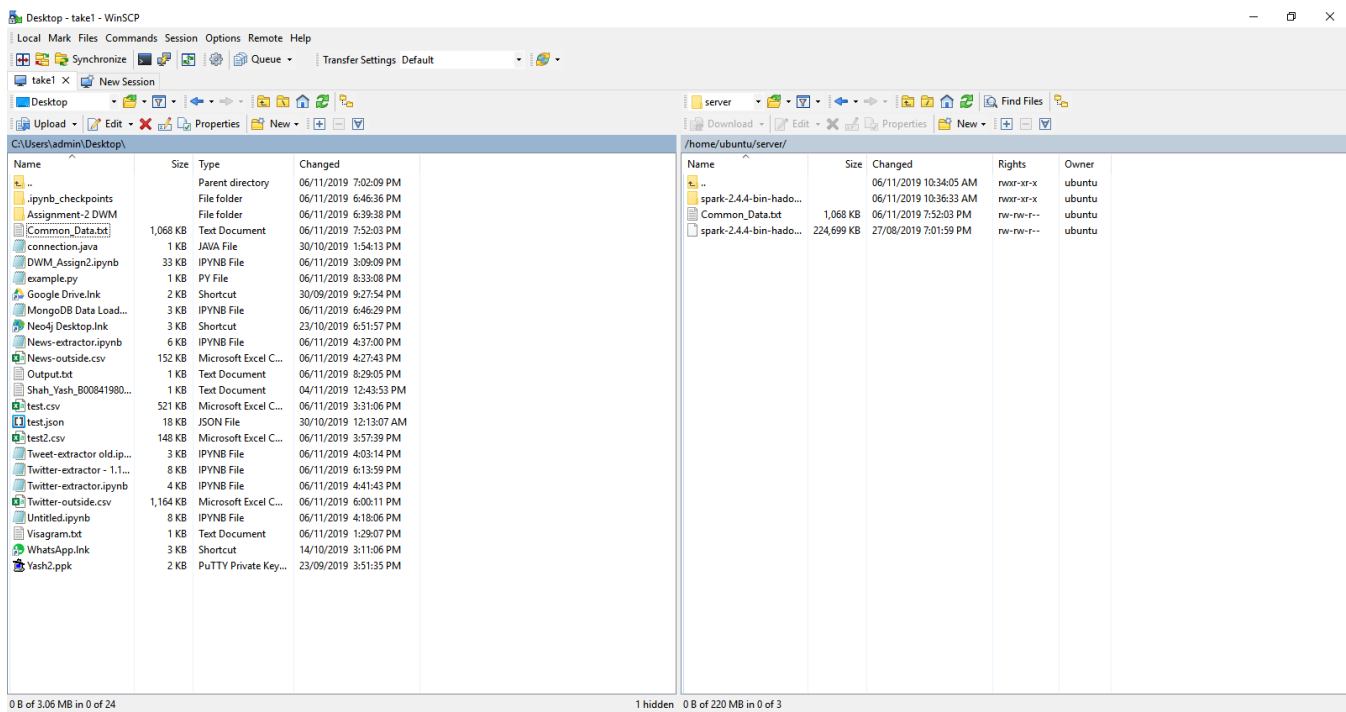 Desktop - take1 - WinSCP
Local Mark Files Commands Session Options Remote Help
Synchronize Queue Transfer Settings Default
take1 X New Session
Desktop
server Find Files
Upload Edit Properties New
Download Edit Properties New
C:\Users\admin\Desktop\
Name Size Type Changed
.. Parent directory 06/11/2019 7:02:09 PM
.ipynb_checkpoints File folder 06/11/2019 6:46:36 PM
Assignment-2 DWM File folder 06/11/2019 6:39:38 PM
Common_Data.txt 1,068 KB Text Document 06/11/2019 7:52:03 PM
connection.java 1 KB JAVA File 30/10/2019 1:54:13 PM
DWM_Assign2.ipynb 33 KB IPYNB File 06/11/2019 3:09:09 PM
example.py 1 KB PY File 06/11/2019 8:33:08 PM
Google Drive.lnk 2 KB Shortcut 30/09/2019 9:27:54 PM
MongoDB Data Load... 3 KB IPYNB File 06/11/2019 6:46:29 PM
Neo4j Desktop.lnk 3 KB Shortcut 23/10/2019 6:51:57 PM
News-extractor.ipynb 6 KB IPYNB File 06/11/2019 4:37:00 PM
News-outside.csv 152 KB Microsoft Excel C... 06/11/2019 4:27:43 PM
Output.txt 1 KB Text Document 06/11/2019 8:29:05 PM
Shah_Yash_B00841980... 1 KB Text Document 04/11/2019 12:43:53 PM
test.csv 521 KB Microsoft Excel C... 06/11/2019 3:31:06 PM
test.json 18 KB JSON File 30/10/2019 12:13:07 AM
test2.csv 148 KB Microsoft Excel C... 06/11/2019 3:57:39 PM
Tweet-extractor old.ip... 3 KB IPYNB File 06/11/2019 4:03:14 PM
Twitter-extractor - 1.1... 8 KB IPYNB File 06/11/2019 6:13:59 PM
Twitter-extractor.ipynb 4 KB IPYNB File 06/11/2019 4:41:43 PM
Twitter-outside.csv 1,164 KB Microsoft Excel C... 06/11/2019 6:00:11 PM
Untitled.ipynb 8 KB IPYNB File 06/11/2019 4:18:06 PM
Visagram.txt 1 KB Text Document 06/11/2019 1:29:07 PM
WhatsApp.lnk 3 KB Shortcut 14/10/2019 3:11:06 PM
Yash2.ppk 2 KB PuTTY Private Key... 23/09/2019 3:51:35 PM
/home/ubuntu/server/
Name Size Changed Rights Owner
.. 06/11/2019 10:34:05 AM rwxr-xr-x ubuntu
spark-2.4.4-bin-hado... 06/11/2019 10:36:33 AM rwxr-xr-x ubuntu
Common_Data.txt 1,068 KB 06/11/2019 7:52:03 PM rw-rw-r-- ubuntu
spark-2.4.4-bin-hado... 224,699 KB 27/08/2019 7:01:59 PM rw-rw-r-- ubuntu
0 B of 3.06 MB in 0 of 24 1 hidden
0 B of 220 MB in 0 of 3